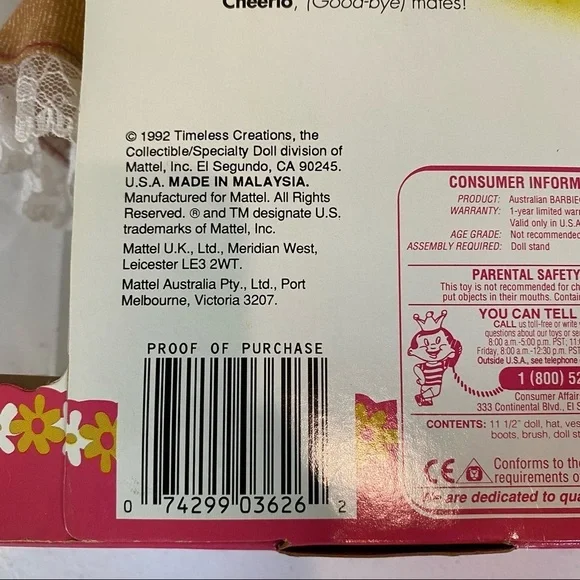 Cheerio, (Good-bye) mates!
© 1992 Timeless Creations, the
Collectible/Specialty Doll division of
Mattel, Inc. El Segundo, CA 90245.
U.S.A. MADE IN MALAYSIA.
Manufactured for Mattel. All Rights
Reserved. ® and TM designate U.S.
trademarks of Mattel, Inc.
Mattel U.K., Ltd., Meridian West,
Leicester LE3 2WT.
Mattel Australia Pty., Ltd., Port
Melbourne, Victoria 3207.
PROOF OF PURCHASE
0 74299 03626 2
CONSUMER INFORM
PRODUCT: Australian BARBIE
WARRANTY: 1-year limited warr
Valid only in U.S.A
AGE GRADE: Not recommended
ASSEMBLY REQUIRED: Doll stand
PARENTAL SAFETY
This toy is not recommended for ch
put objects in their mouths. Contai
YOU CAN TELL
CALL us toll-free or write
questions about our toys or se
8:00 a.m.-5:00 p.m. PST; 11:
Friday, 8:00 a.m.-12:30 p.m. PST
Outside U.S.A., see telephone
1 (800) 52
Consumer Affair
333 Continental Blvd., El S
CONTENTS: 11 1/2" doll, hat, ves
boots, brush, doll st
CE Conforms to the
requirements o
We are dedicated to qua